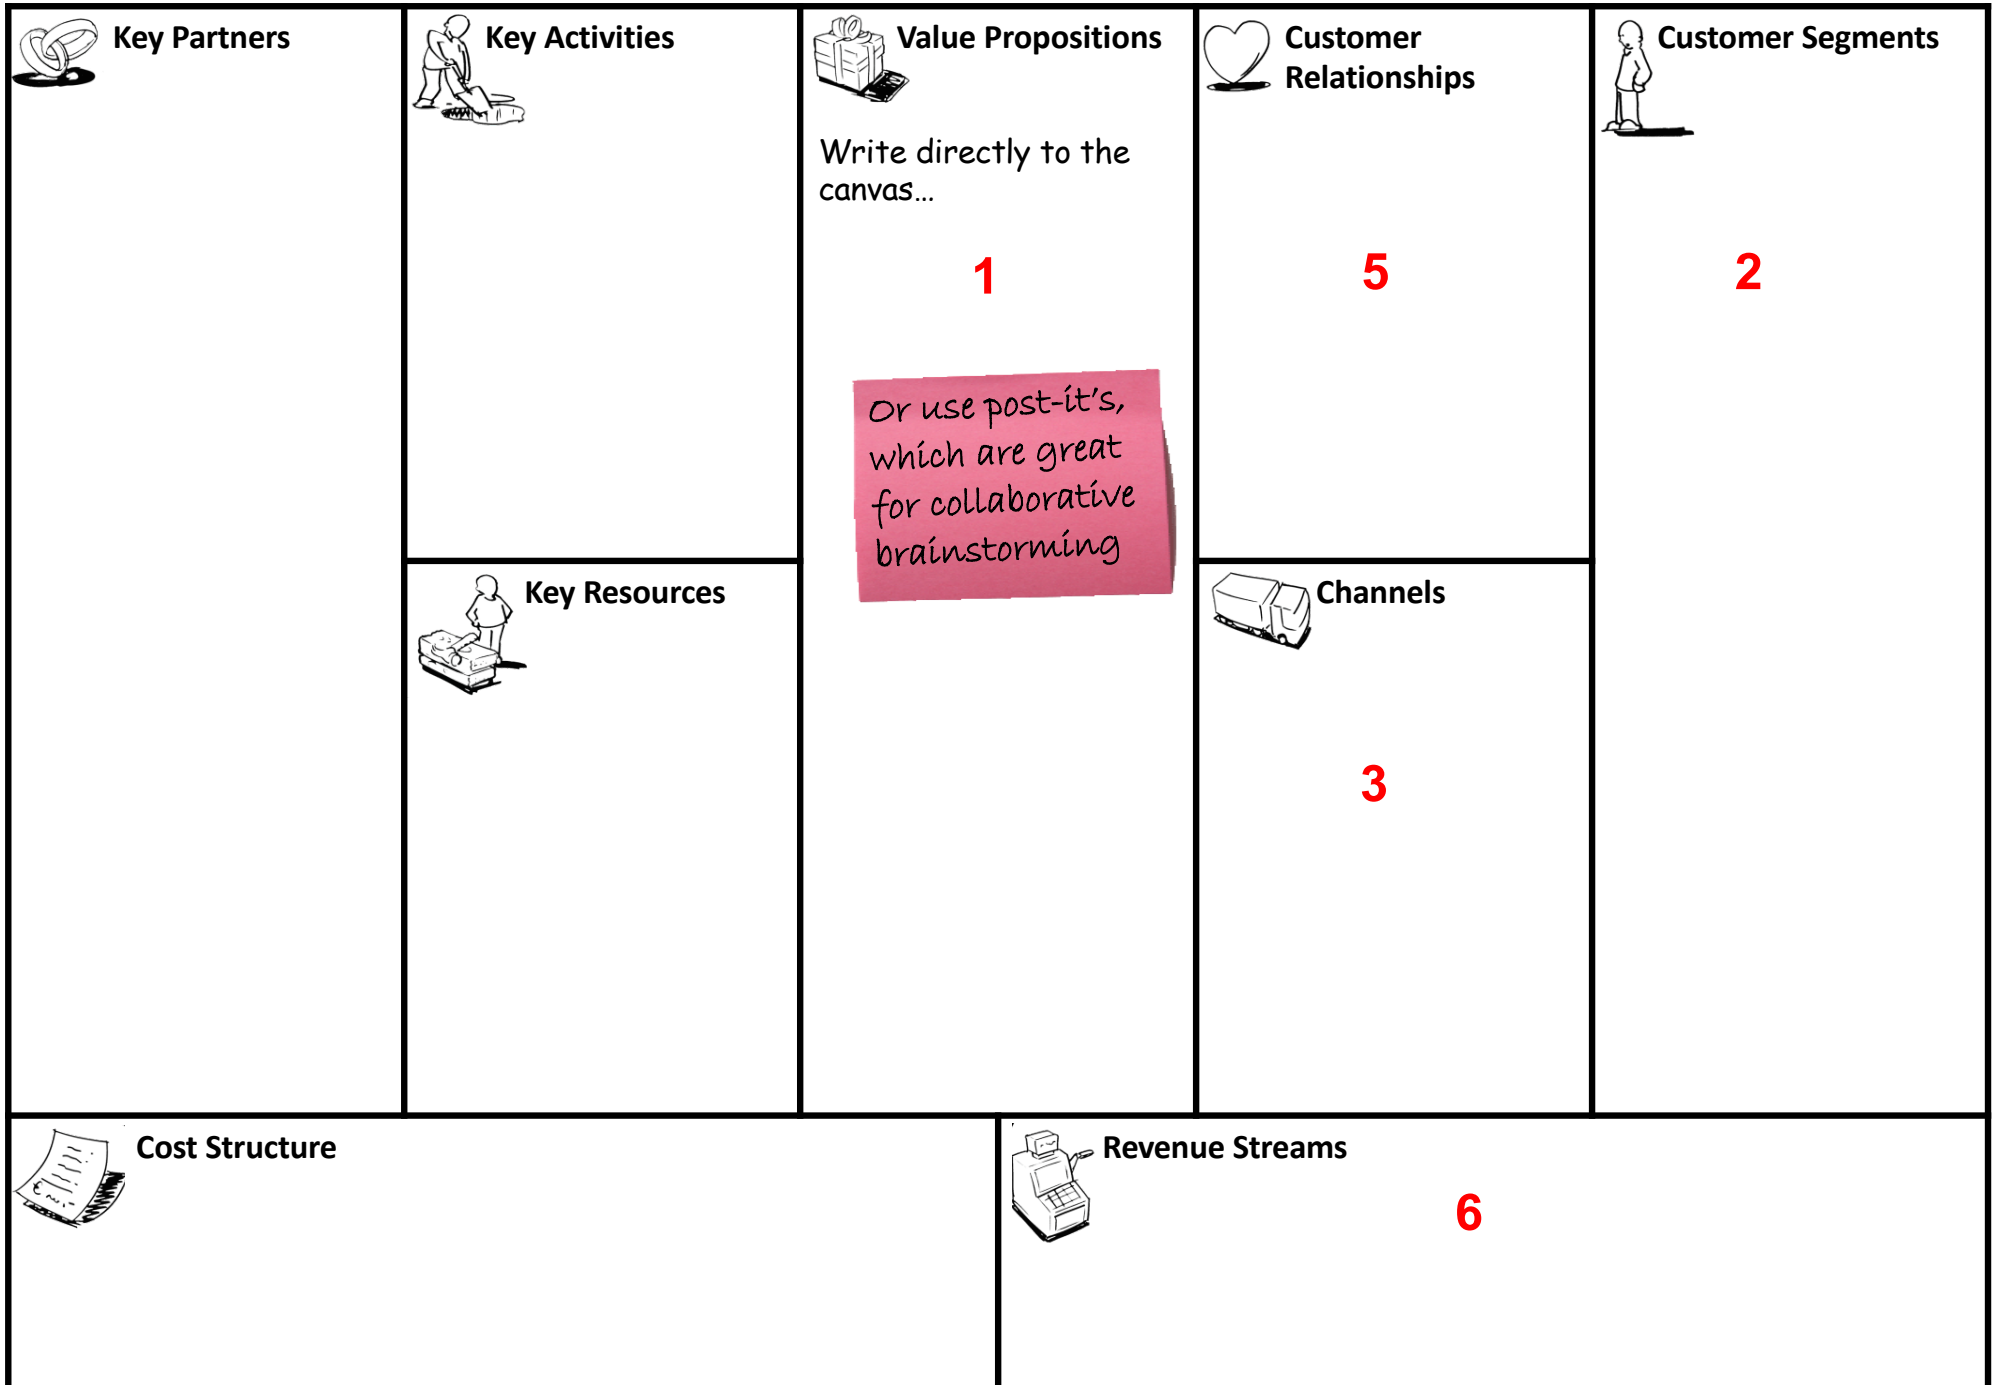 Key Partners
Key Activities
Value Propositions
Write directly to the
canvas…
1
Or use post-it's,
which are great
for collaborative
brainstorming
Customer
Relationships
5
Customer Segments
2
Key Resources
Channels
3
Cost Structure
Revenue Streams
6